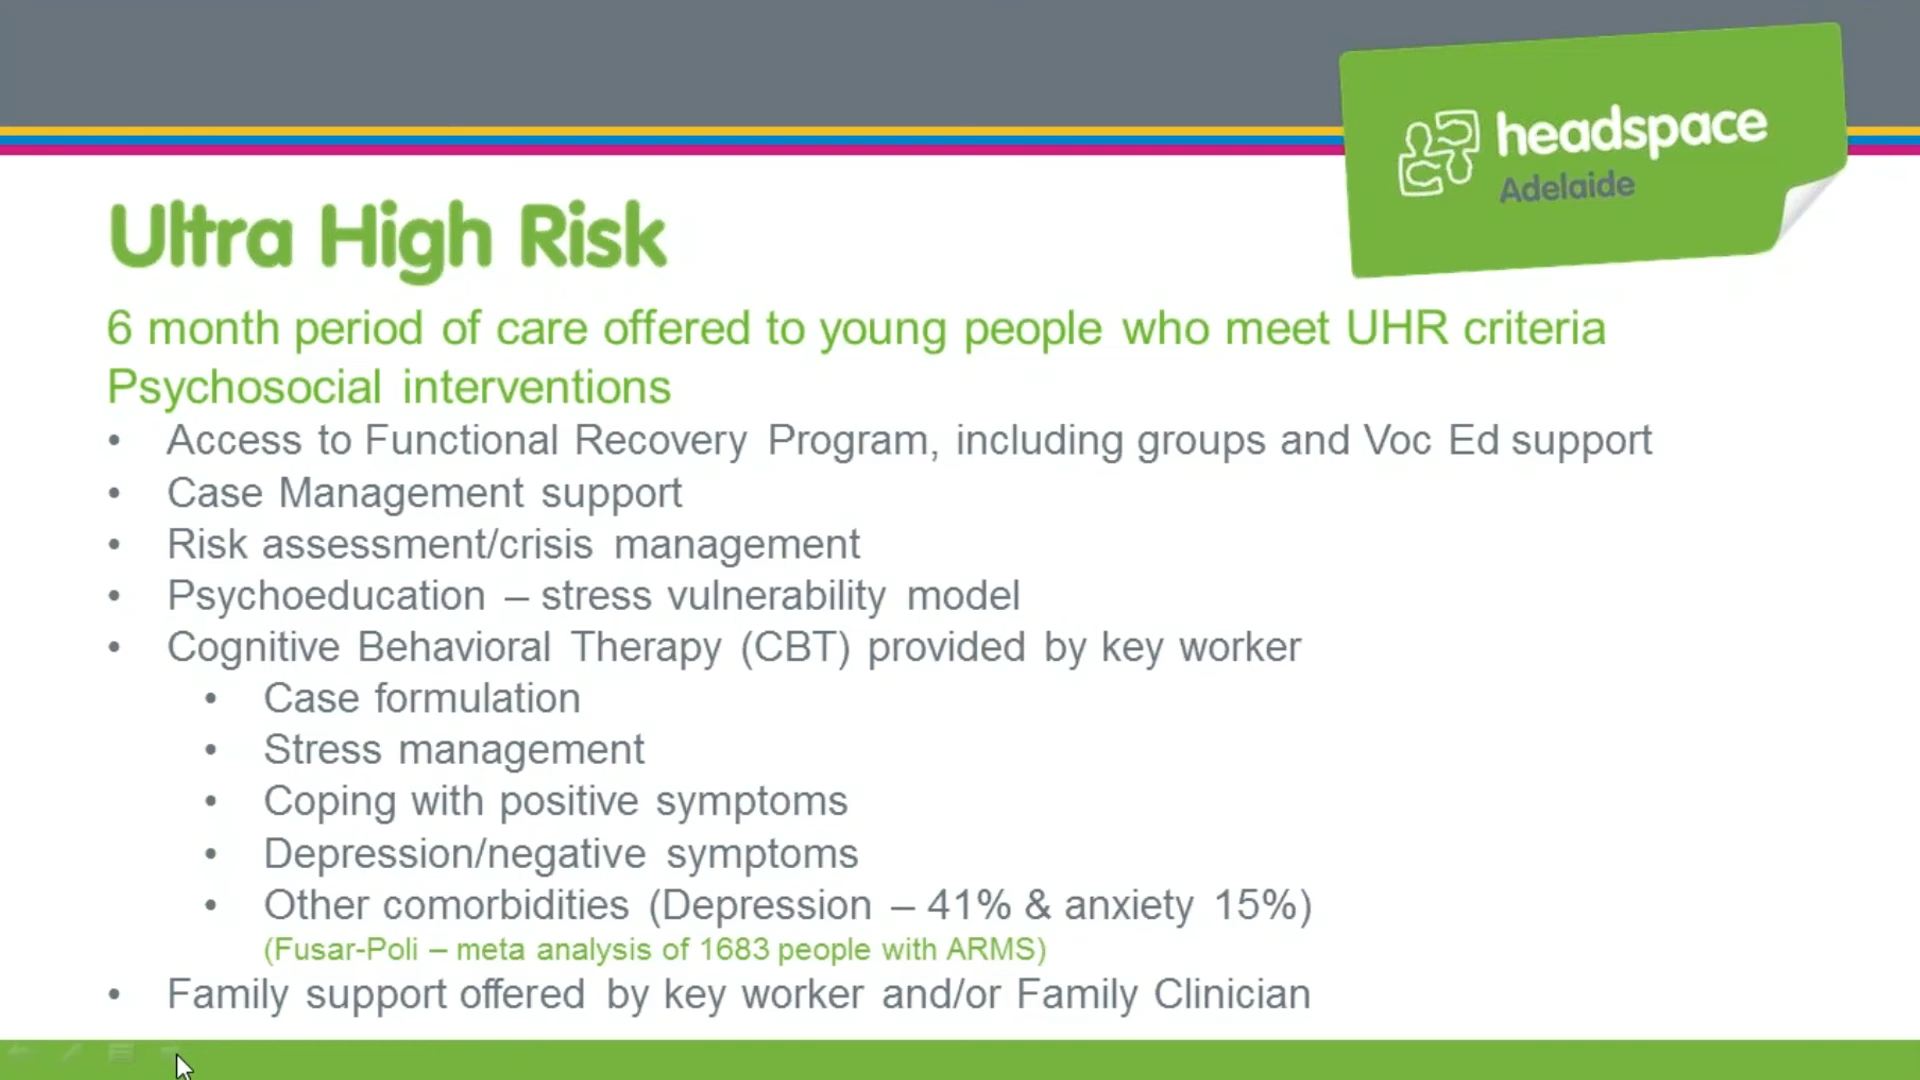 headspace
Adelaide
Ultra High Risk
6 month period of care offered to young people who meet UHR criteria
Psychosocial interventions
• Access to Functional Recovery Program, including groups and Voc Ed support
• Case Management support
• Risk assessment/crisis management
• Psychoeducation – stress vulnerability model
• Cognitive Behavioral Therapy (CBT) provided by key worker
• Case formulation
• Stress management
• Coping with positive symptoms
• Depression/negative symptoms
• Other comorbidities (Depression – 41% & anxiety 15%)
(Fusar-Poli – meta analysis of 1683 people with ARMS)
• Family support offered by key worker and/or Family Clinician